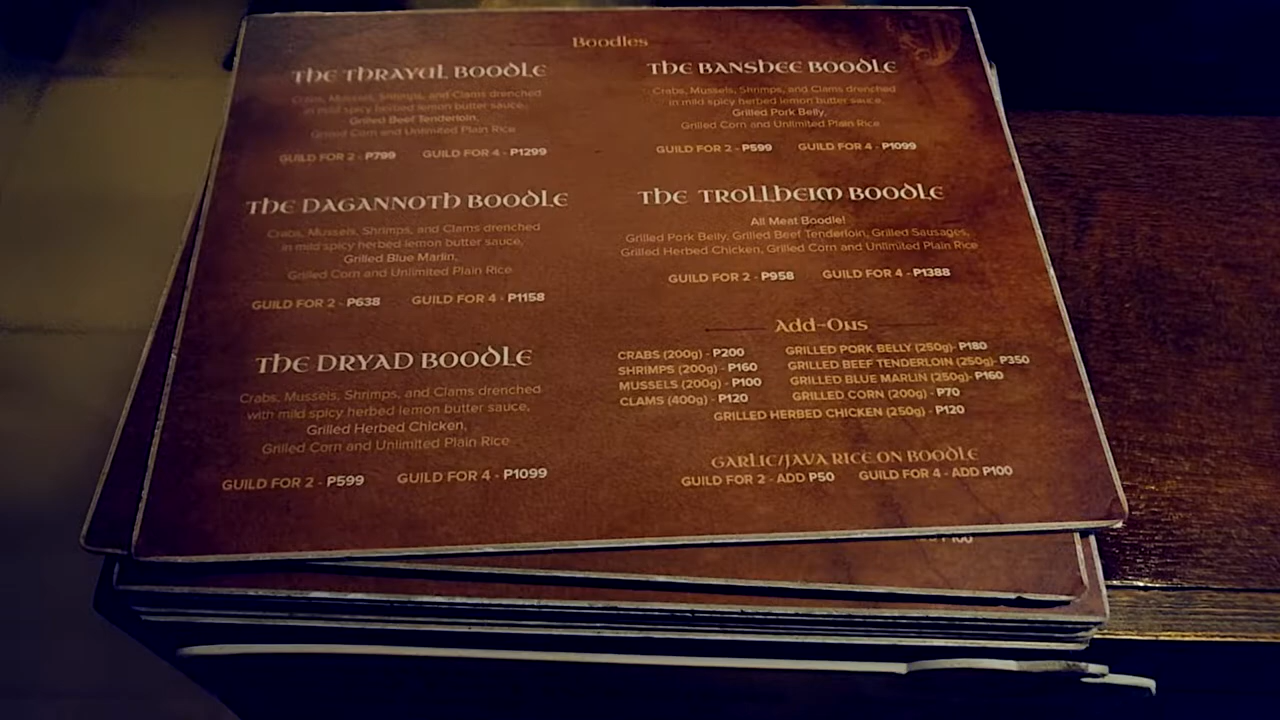 Boodles
The Thrayul Boodle
Crabs, Mussels, Shrimps, and Clams drenched
in mild spicy herbed lemon butter sauce,
Grilled Beef Tenderloin,
Grilled Corn and Unlimited Plain Rice
GUILD FOR 2 - P799 GUILD FOR 4 - P1299
The Dagannoth Boodle
Crabs, Mussels, Shrimps, and Clams drenched
in mild spicy herbed lemon butter sauce,
Grilled Blue Marlin,
Grilled Corn and Unlimited Plain Rice
GUILD FOR 2 - P638 GUILD FOR 4 - P1158
The Dryad Boodle
Crabs, Mussels, Shrimps, and Clams drenched
with mild spicy herbed lemon butter sauce,
Grilled Herbed Chicken,
Grilled Corn and Unlimited Plain Rice
GUILD FOR 2 - P599 GUILD FOR 4 - P1099
The Banshee Boodle
Crabs, Mussels, Shrimps, and Clams drenched
in mild spicy herbed lemon butter sauce,
Grilled Pork Belly,
Grilled Corn and Unlimited Plain Rice
GUILD FOR 2 - P599 GUILD FOR 4 - P1099
The Trollheim Boodle
All Meat Boodle!
Grilled Pork Belly, Grilled Beef Tenderloin, Grilled Sausages,
Grilled Herbed Chicken, Grilled Corn and Unlimited Plain Rice
GUILD FOR 2 - P958 GUILD FOR 4 - P1388
Add-Ons
CRABS (200g) - P200 GRILLED PORK BELLY (250g)- P180
SHRIMPS (200g) - P160 GRILLED BEEF TENDERLOIN (250g)- P350
MUSSELS (200g) - P100 GRILLED BLUE MARLIN (250g)- P160
CLAMS (400g) - P120 GRILLED CORN (200g) - P70
GRILLED HERBED CHICKEN (250g) - P120
Garlic/Java Rice on Boodle
GUILD FOR 2 - ADD P50 GUILD FOR 4 - ADD P100